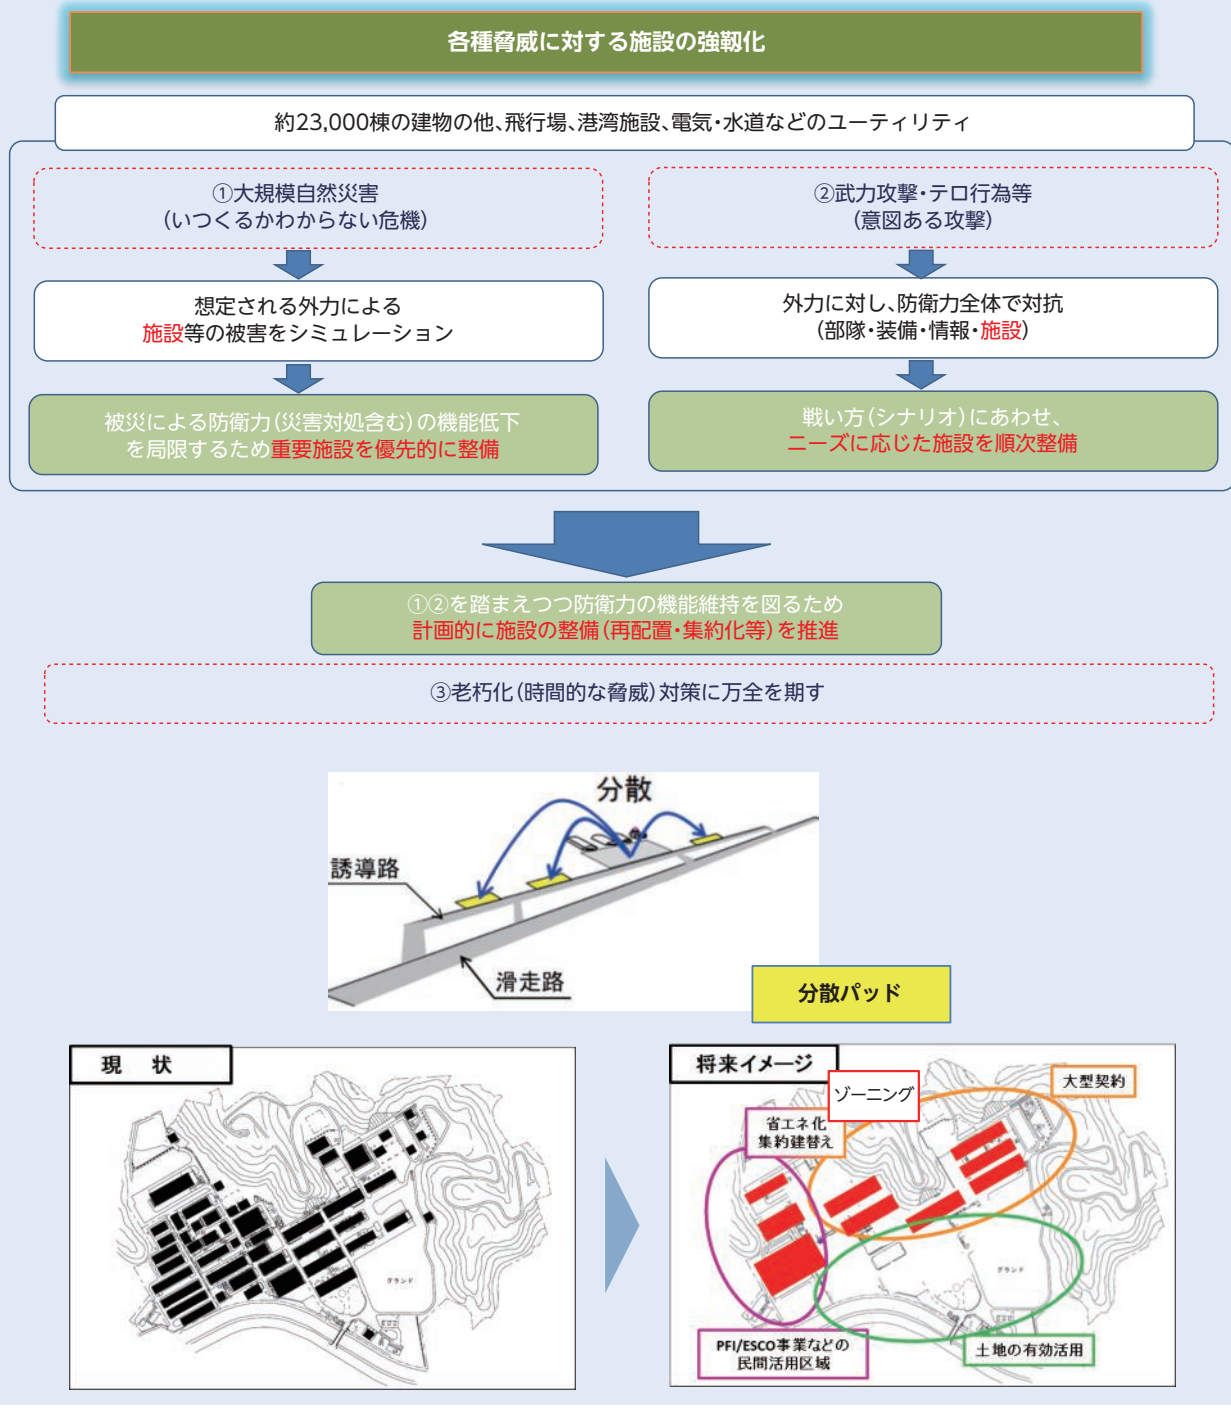 各種脅威に対する施設の強靱化
約23,000棟の建物の他、飛行場、港湾施設、電気・水道などのユーティリティ
①大規模自然災害
(いつくるかわからない危機)
②武力攻撃・テロ行為等
(意図ある攻撃)
想定される外力による
施設等の被害をシミュレーション
外力に対し、防衛力全体で対抗
(部隊・装備・情報・施設)
被災による防衛力(災害対処含む)の機能低下
を局限するため重要施設を優先的に整備
戦い方(シナリオ)にあわせ、
ニーズに応じた施設を順次整備
①②を踏まえつつ防衛力の機能維持を図るため
計画的に施設の整備(再配置・集約化等)を推進
③老朽化(時間的な脅威)対策に万全を期す
分散
誘導路
滑走路
分散パッド
現 状
グランド
将来イメージ
ゾーニング
大型契約
省エネ化
集約建替え
グランド
PFI/ESCO事業などの
民間活用区域
土地の有効活用